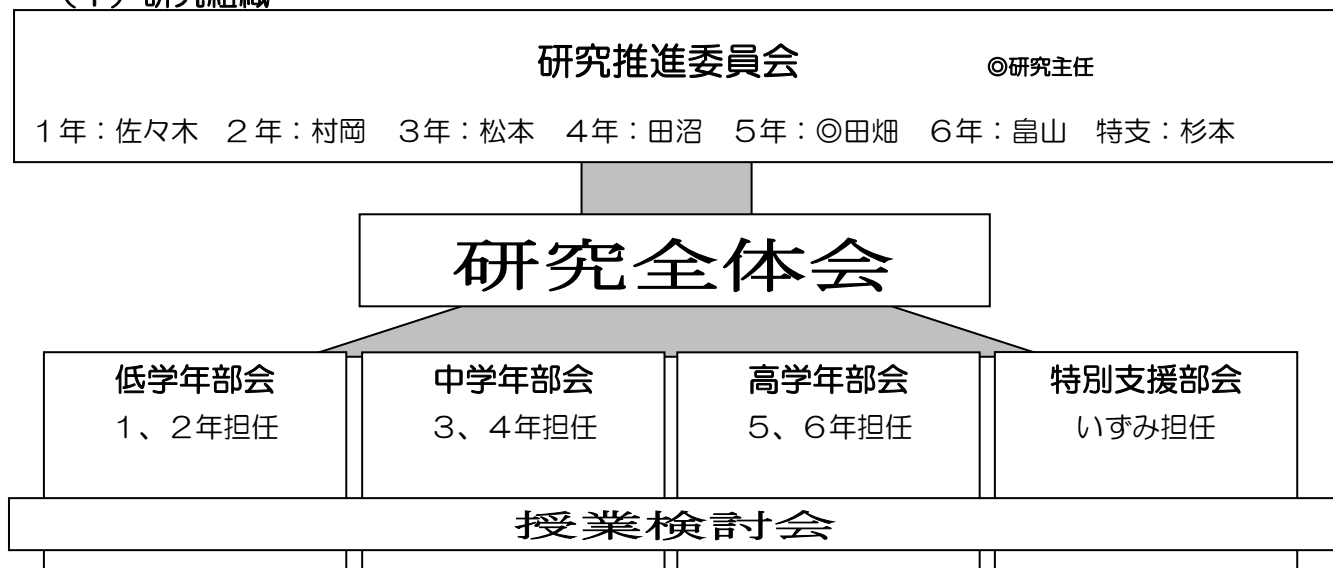 研究推進委員会　◎研究主任
１年：佐々木　２年：村岡　３年：松本　４年：田沼　５年：◎田畑　６年：畠山　特支：杉本
研究全体会
低学年部会　中学年部会　高学年部会　特別支援部会
１、２年担任　３、４年担任　５、６年担任　いずみ担任
授業検討会